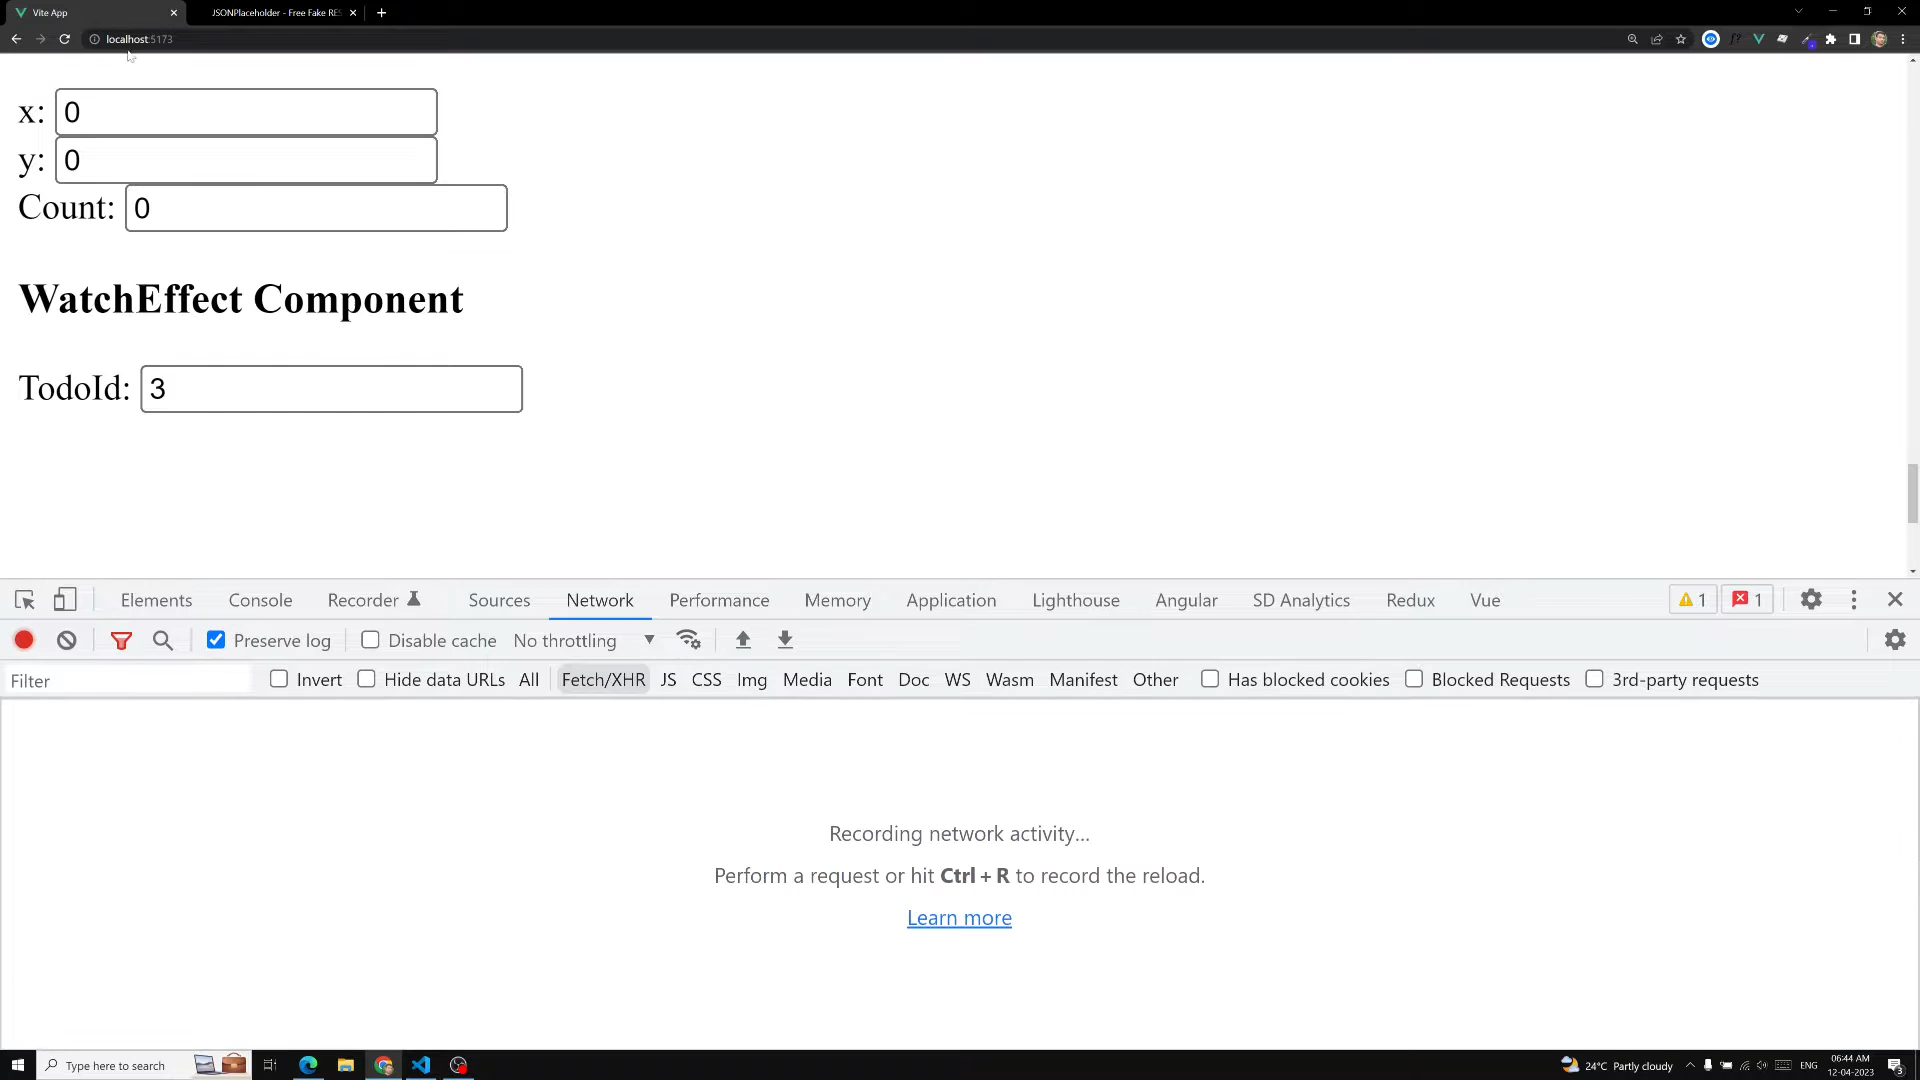 Vite App
JSONPlaceholder - Free Fake RES
localhost:5173
x: 0
y: 0
Count: 0
WatchEffect Component
TodoId: 3
Elements Console Recorder Sources Network Performance Memory Application Lighthouse Angular SD Analytics Redux Vue 1 1
Preserve log Disable cache No throttling
Filter Invert Hide data URLs All Fetch/XHR JS CSS Img Media Font Doc WS Wasm Manifest Other Has blocked cookies Blocked Requests 3rd-party requests
Recording network activity...
Perform a request or hit Ctrl + R to record the reload.
Learn more
Type here to search
24°C Partly cloudy
ENG
06:44 AM
12-04-2023
3